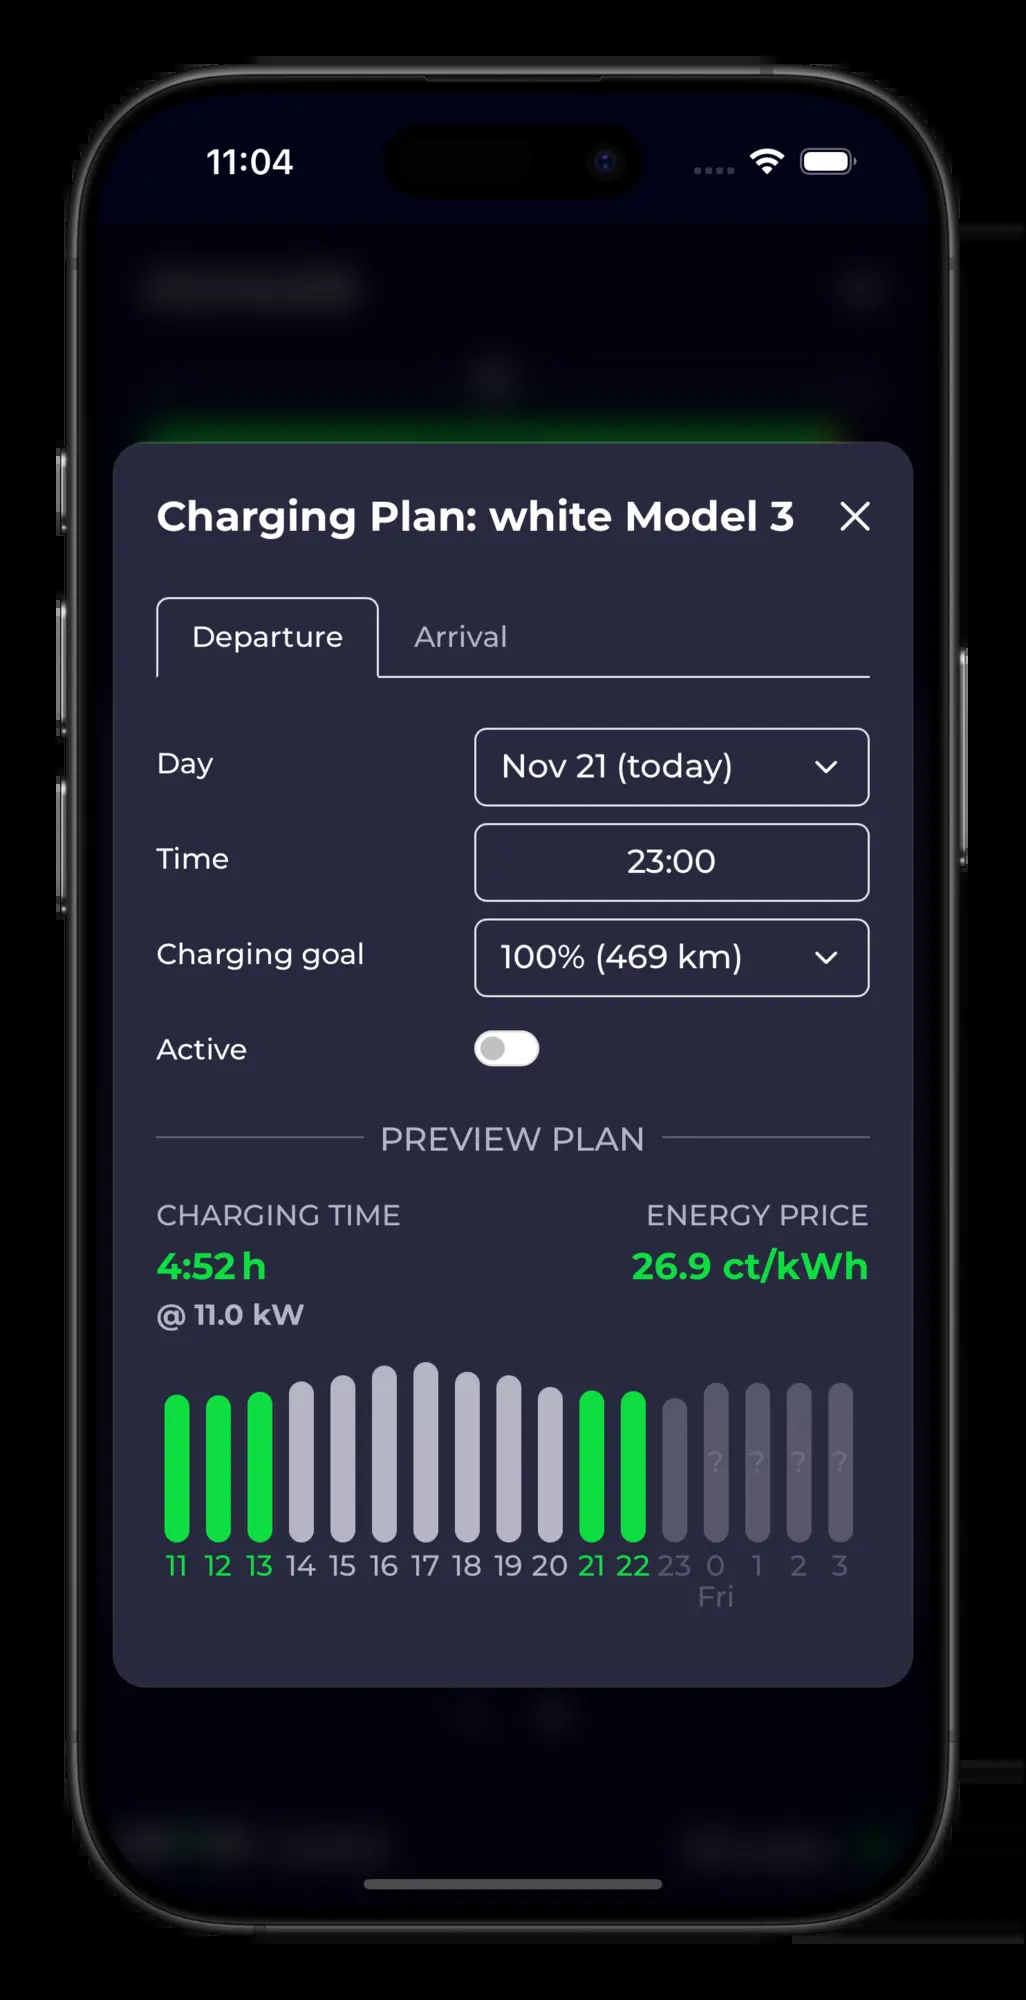 11:04
Charging Plan: white Model 3
Departure Arrival
Day Nov 21 (today)
Time 23:00
Charging goal 100% (469 km)
Active
PREVIEW PLAN
CHARGING TIME ENERGY PRICE
4:52 h 26.9 ct/kWh
@ 11.0 kW
? ? ? ?
11 12 13 14 15 16 17 18 19 20 21 22 23 0 1 2 3
Fri